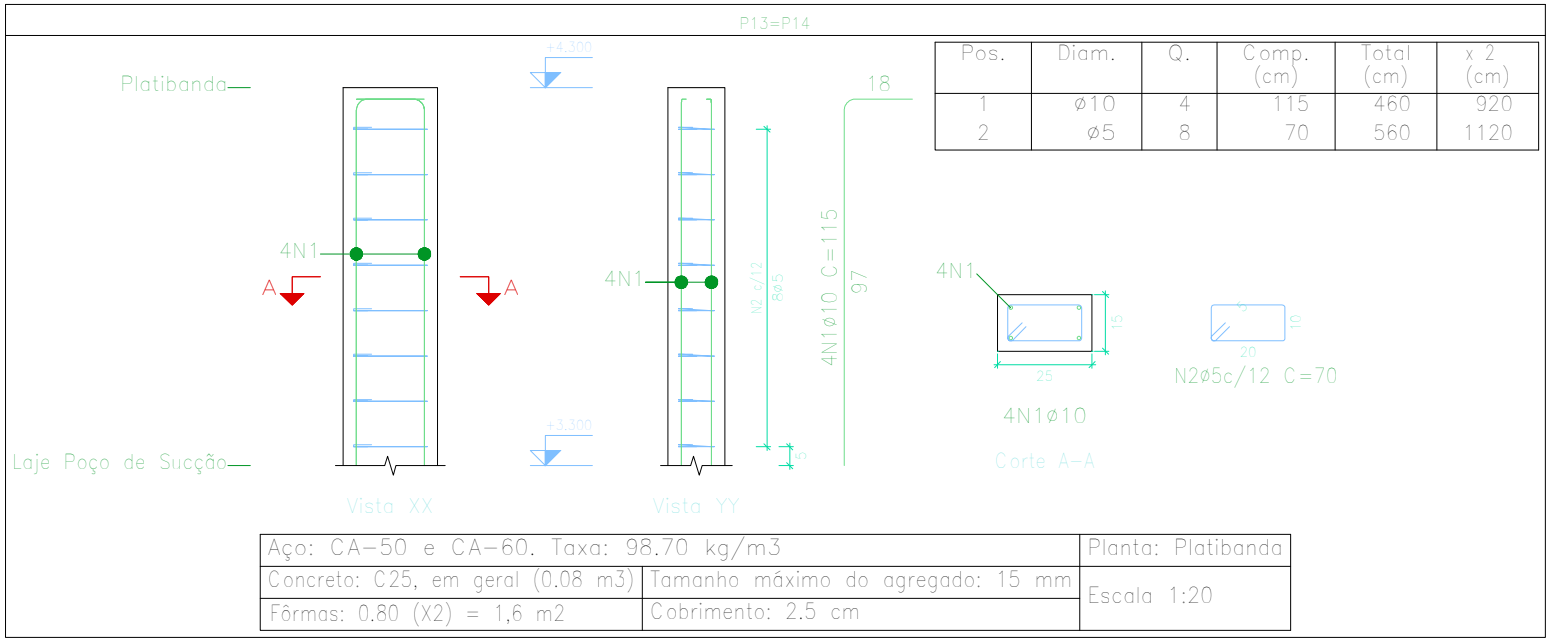 P13=P14
+4.300
Platibanda
Pos. Diam. Q. Comp. (cm) Total (cm) x 2 (cm)
1 ø10 4 115 460 920
2 ø5 8 70 560 1120
18
4N1
A A
4N1
N2 c/12
8ø5
4N1ø10 C=115
97
4N1
15
25
5
10
20
N2ø5c/12 C=70
4N1ø10
Corte A-A
+3.300
Laje Poço de Sucção
5
Vista XX
Vista YY
Aço: CA-50 e CA-60. Taxa: 98.70 kg/m3
Planta: Platibanda
Concreto: C25, em geral (0.08 m3)
Tamanho máximo do agregado: 15 mm
Escala 1:20
Fôrmas: 0.80 (X2) = 1,6 m2
Cobrimento: 2.5 cm